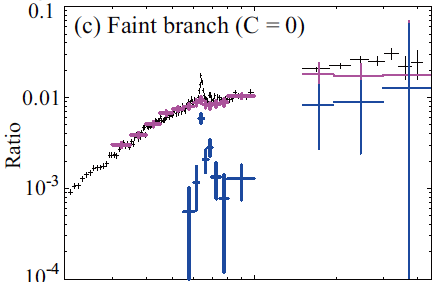 0.1
(c) Faint branch (C = 0)
0.01
Ratio
10-3
10-4